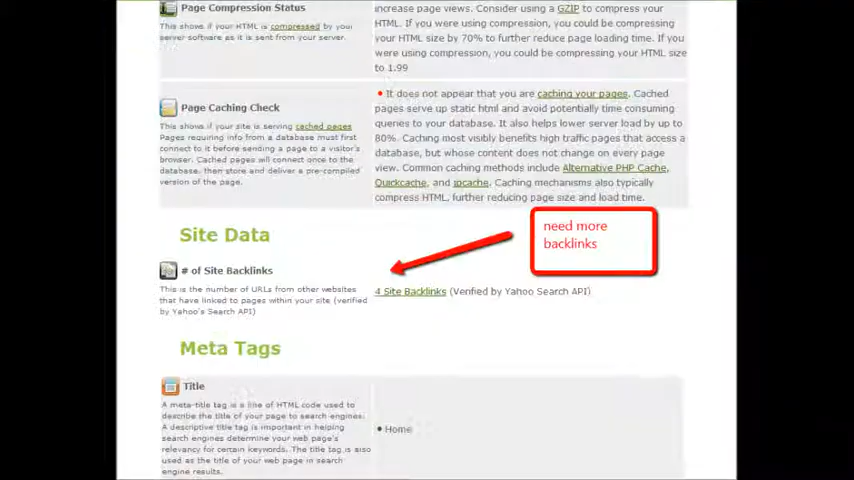 Page Compression Status
This shows if your HTML is compressed by your
server software as it is sent from your server.
increase page views. Consider using a GZIP to compress your
HTML. If you were using compression, you could be compressing
your HTML size by 70% to further reduce page loading time. If you
were using compression, you could be compressing your HTML size
to 1.99
Page Caching Check
This shows if your site is serving cached pages
Pages requiring info from a database must first
connect to it before sending a page to a visitor's
browser. Cached pages will connect once to the
database, then store and deliver a pre-compiled
version of the page.
• It does not appear that you are caching your pages. Cached
pages serve up static html and avoid potentially time consuming
queries to your database. It also helps lower server load by up to
80%. Caching most visibly benefits high traffic pages that access a
database, but whose content does not change on every page
view. Common caching methods include Alternative PHP Cache,
Quickcache, and jpcache. Caching mechanisms also typically
compress HTML, further reducing page size and load time.
Site Data
need more
backlinks
# of Site Backlinks
This is the number of URLs from other websites
that have linked to pages within your site (verified
by Yahoo's Search API)
4 Site Backlinks (Verified by Yahoo Search API)
Meta Tags
Title
A meta-title tag is a line of HTML code used to
describe the title of your page to search engines.
A descriptive title tag is important in helping
search engines determine your web page's
relevancy for certain keywords. The title tag is also
used as the title of your web page in search
engine results.
• Home